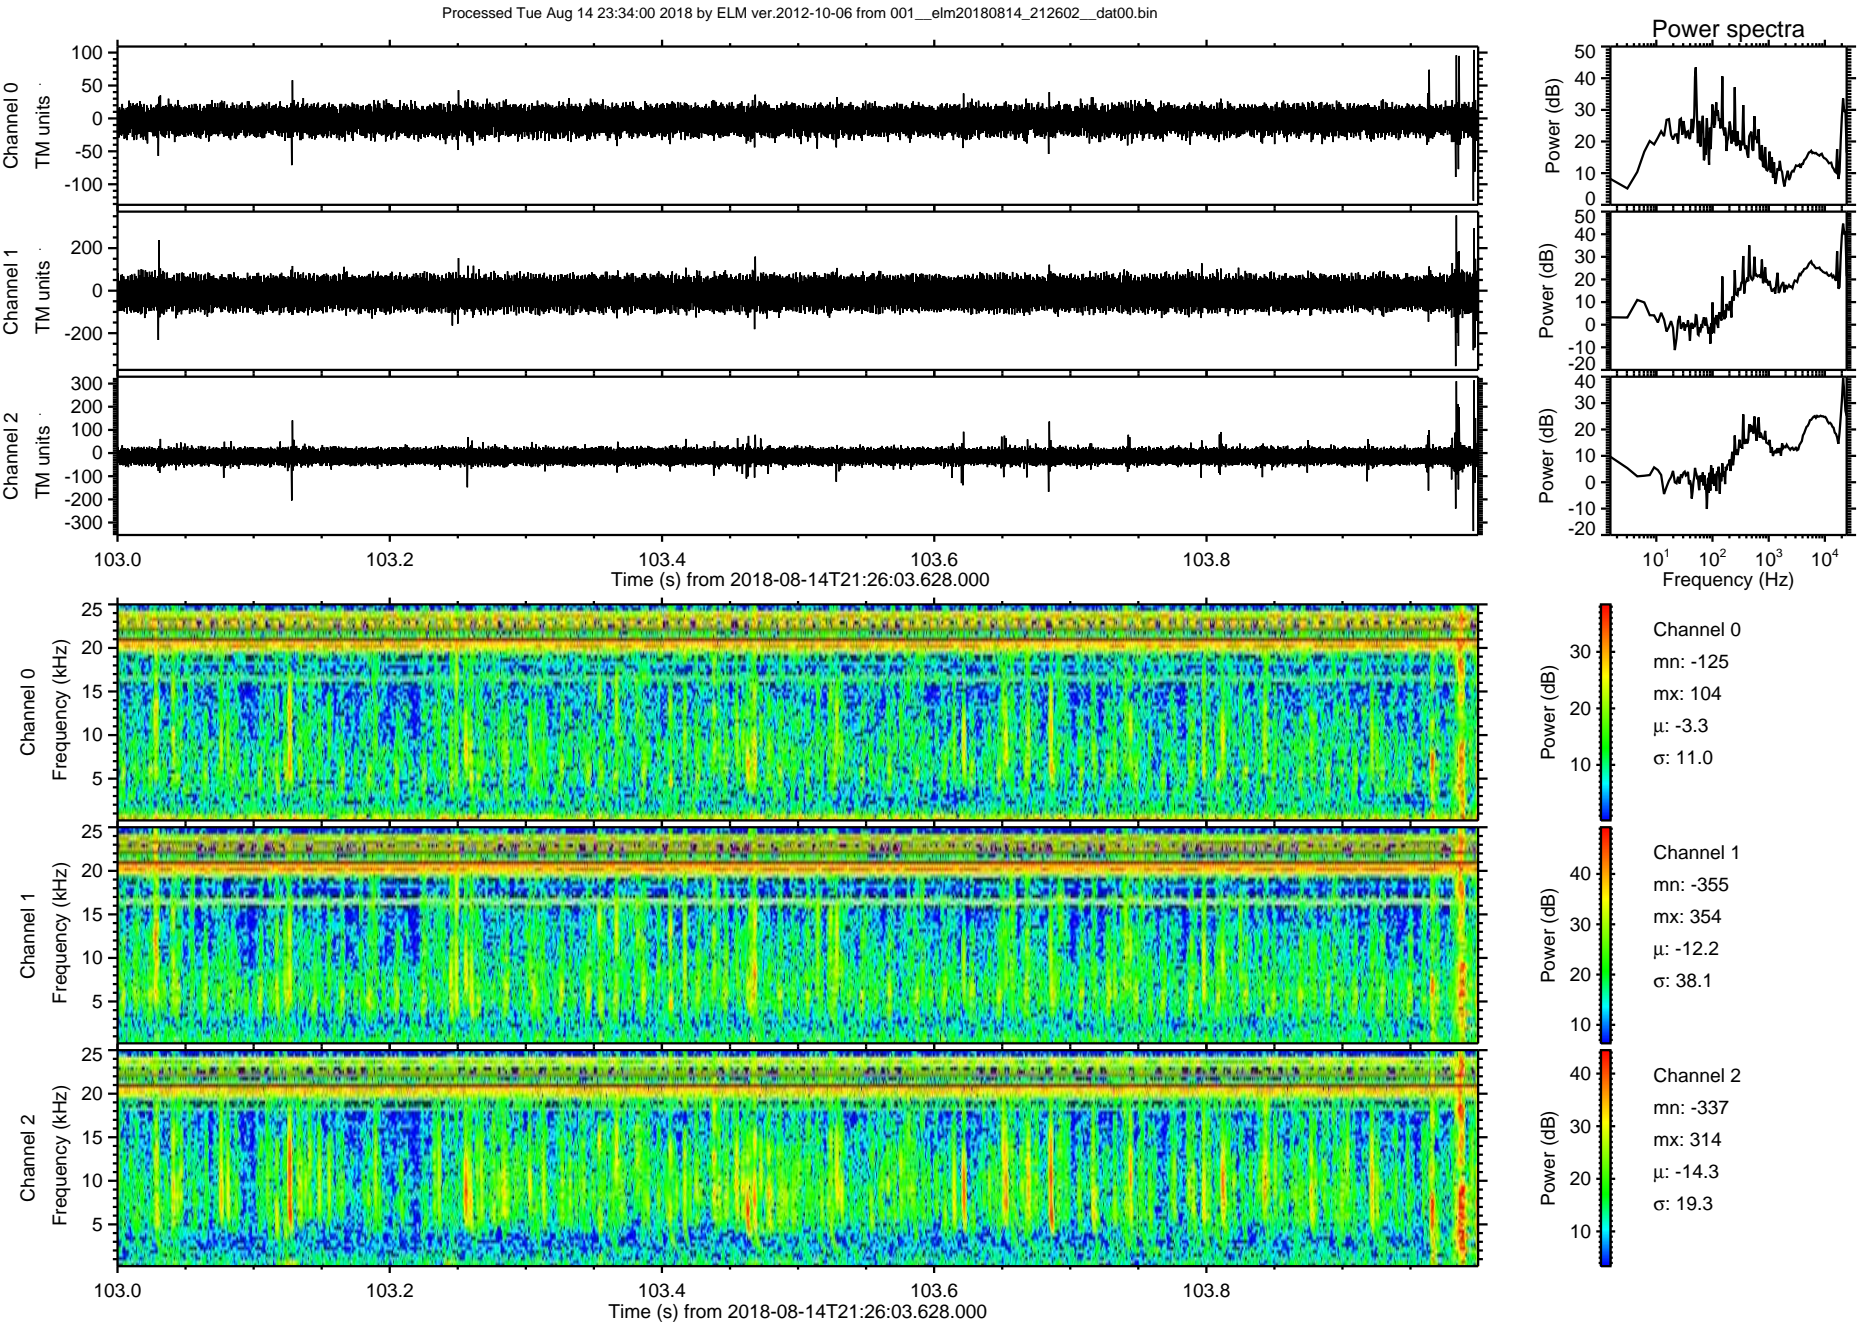 Processed Tue Aug 14 23:34:00 2018 by ELM ver.2012-10-06 from 001__elm20180814_212602__dat00.bin
Power spectra
Channel 0
TM units
100
50
0
-50
-100
Power (dB)
50
40
30
20
10
0
Channel 1
TM units
200
0
-200
Power (dB)
50
40
30
20
10
0
-10
-20
Channel 2
TM units
300
200
100
0
-100
-200
-300
Power (dB)
40
30
20
10
0
-10
-20
103.0 103.2 103.4 103.6 103.8
Time (s) from 2018-08-14T21:26:03.628.000
10^1 10^2 10^3 10^4
Frequency (Hz)
Channel 0
Frequency (kHz)
25
20
15
10
5
Power (dB)
30
20
10
Channel 0
mn: -125
mx: 104
μ: -3.3
σ: 11.0
Channel 1
Frequency (kHz)
25
20
15
10
5
Power (dB)
40
30
20
10
Channel 1
mn: -355
mx: 354
μ: -12.2
σ: 38.1
Channel 2
Frequency (kHz)
25
20
15
10
5
Power (dB)
40
30
20
10
Channel 2
mn: -337
mx: 314
μ: -14.3
σ: 19.3
103.0 103.2 103.4 103.6 103.8
Time (s) from 2018-08-14T21:26:03.628.000